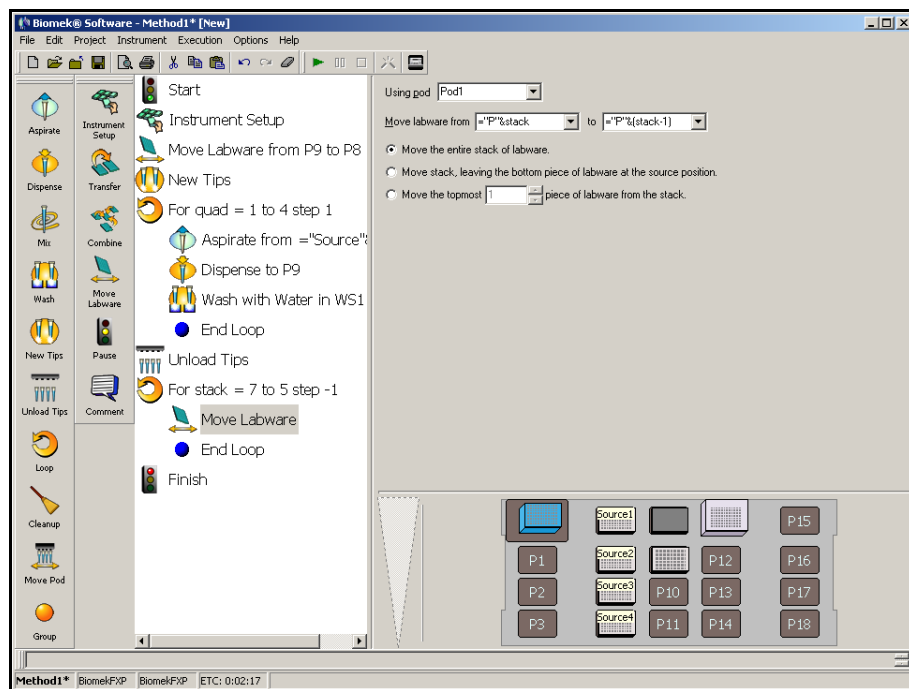 Biomek® Software - Method1* [New]
File Edit Project Instrument Execution Options Help
Aspirate
Dispense
Mix
Wash
New Tips
Unload Tips
Loop
Cleanup
Move Pod
Group
Instrument Setup
Transfer
Combine
Move Labware
Pause
Comment
Start
Instrument Setup
Move Labware from P9 to P8
New Tips
For quad = 1 to 4 step 1
Aspirate from ="Source"&
Dispense to P9
Wash with Water in WS1
End Loop
Unload Tips
For stack = 7 to 5 step -1
Move Labware
End Loop
Finish
Using pod Pod1
Move labware from ="P"&stack to ="P"&(stack-1)
Move the entire stack of labware.
Move stack, leaving the bottom piece of labware at the source position.
Move the topmost 1 piece of labware from the stack.
Source1 P15
P1 Source2 P12 P16
P2 Source3 P10 P13 P17
P3 Source4 P11 P14 P18
Method1* BiomekFXP BiomekFXP ETC: 0:02:17